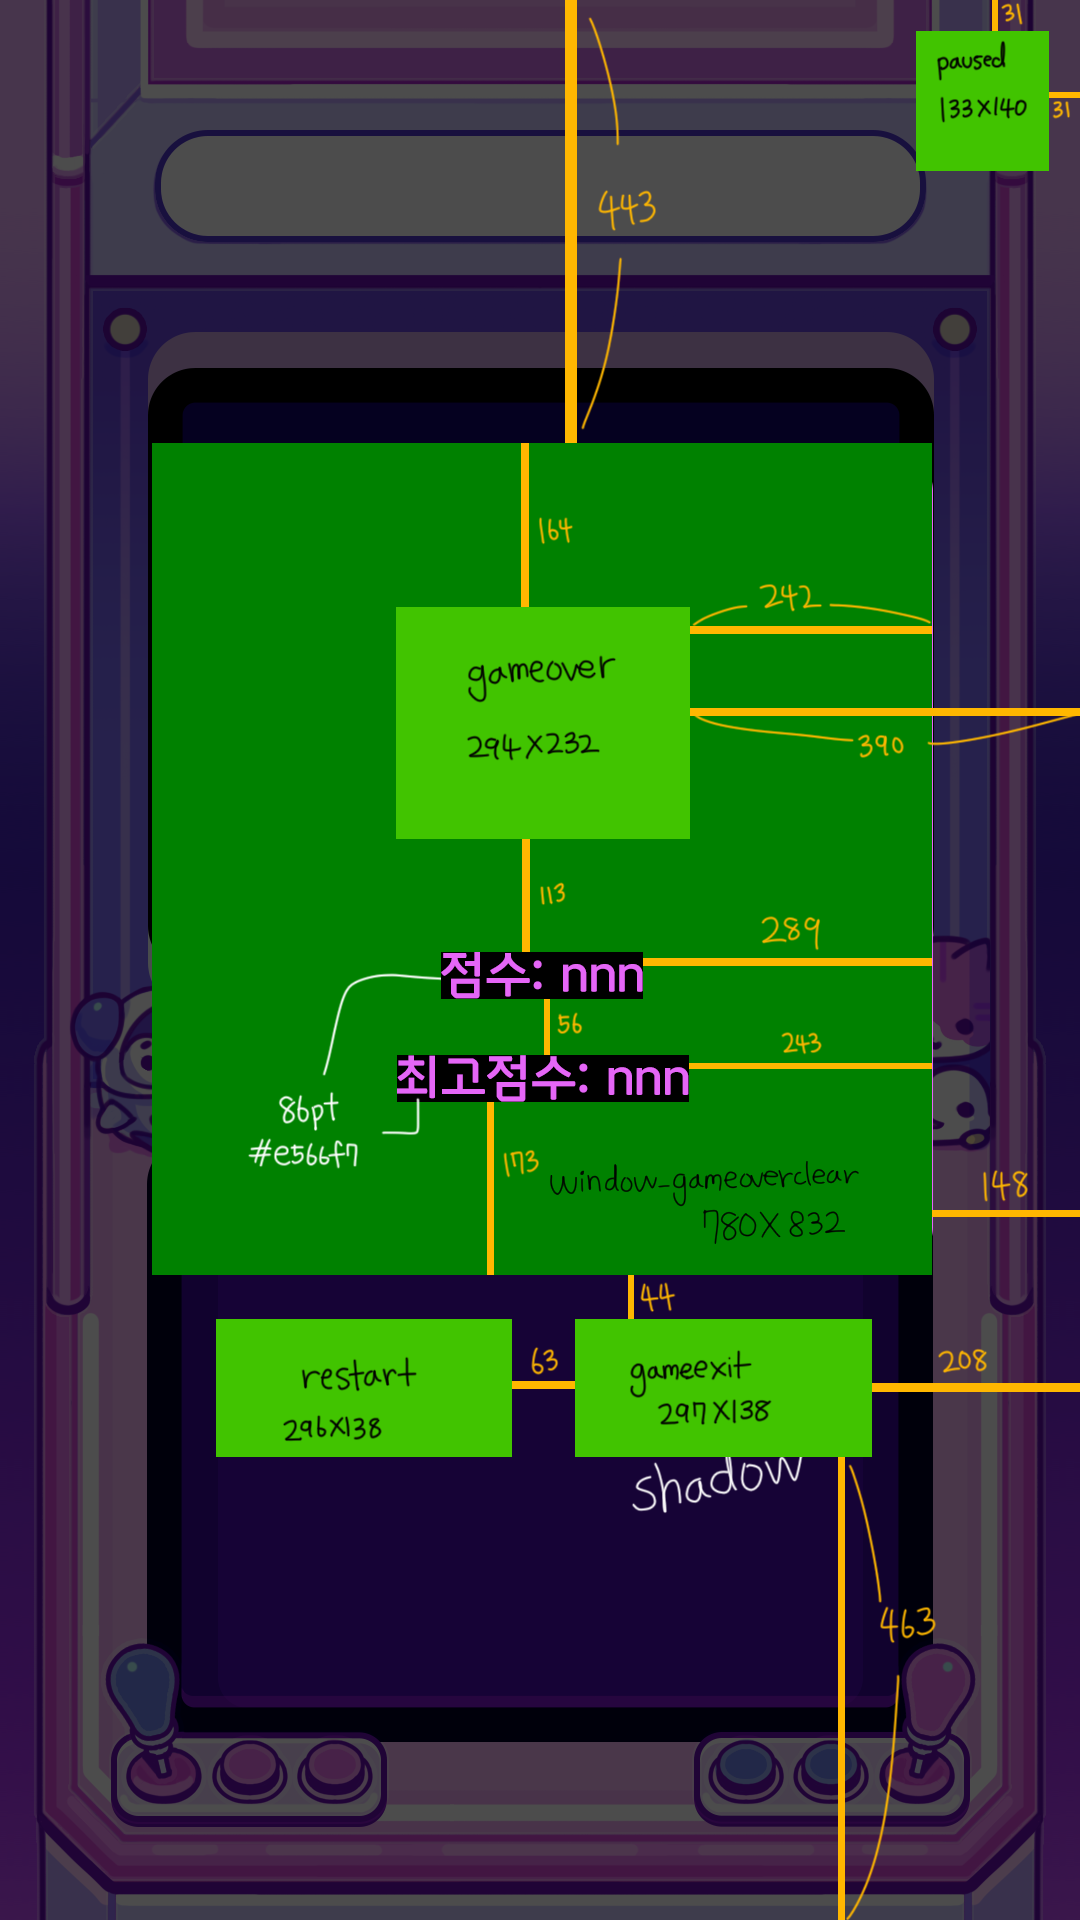 31
paused
133X140
31
443
164
242
gameover
294X232
390
113
289
점수: nnn
56
243
최고점수: nnn
86pt
#e566f7
173
window_gameoverclear
780X832
148
44
restart
296X138
63
gameexit
297X138
208
shadow
463